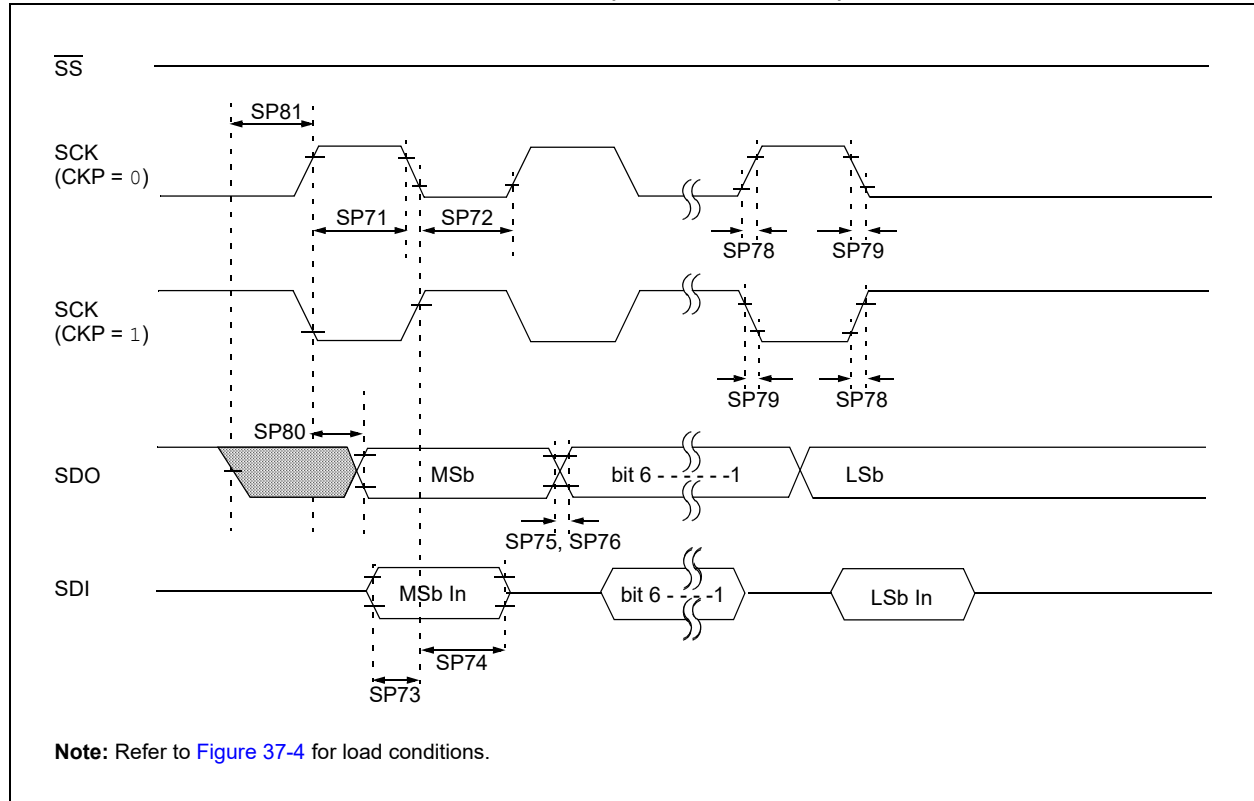 SS
SP81
SCK
(CKP = 0)
SP71
SP72
SP78
SP79
SCK
(CKP = 1)
SP79
SP78
SP80
SDO
MSb
bit 6 - - - - - -1
LSb
SP75, SP76
SDI
MSb In
bit 6 - - - -1
LSb In
SP74
SP73
Note: Refer to Figure 37-4 for load conditions.